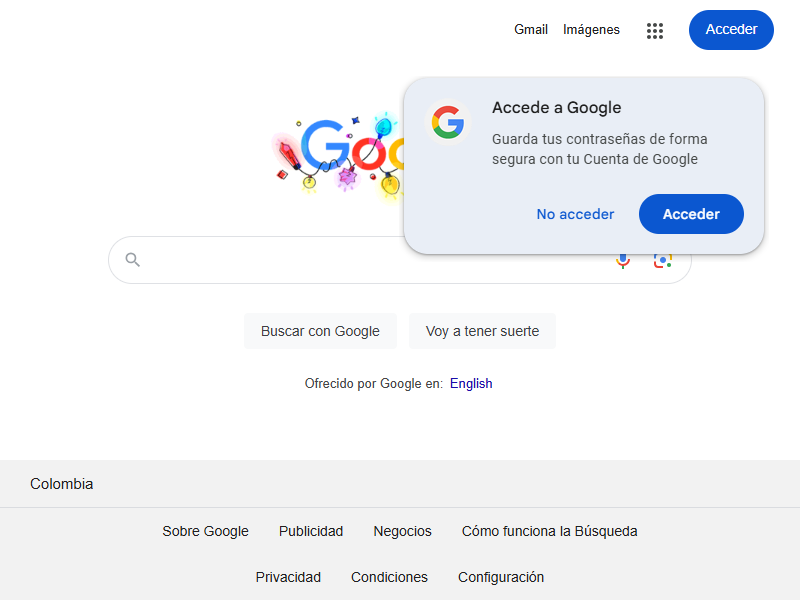 Gmail Imágenes Acceder
Accede a Google
Guarda tus contraseñas de forma
segura con tu Cuenta de Google
No acceder Acceder
Buscar con Google Voy a tener suerte
Ofrecido por Google en: English
Colombia
Sobre Google Publicidad Negocios Cómo funciona la Búsqueda
Privacidad Condiciones Configuración